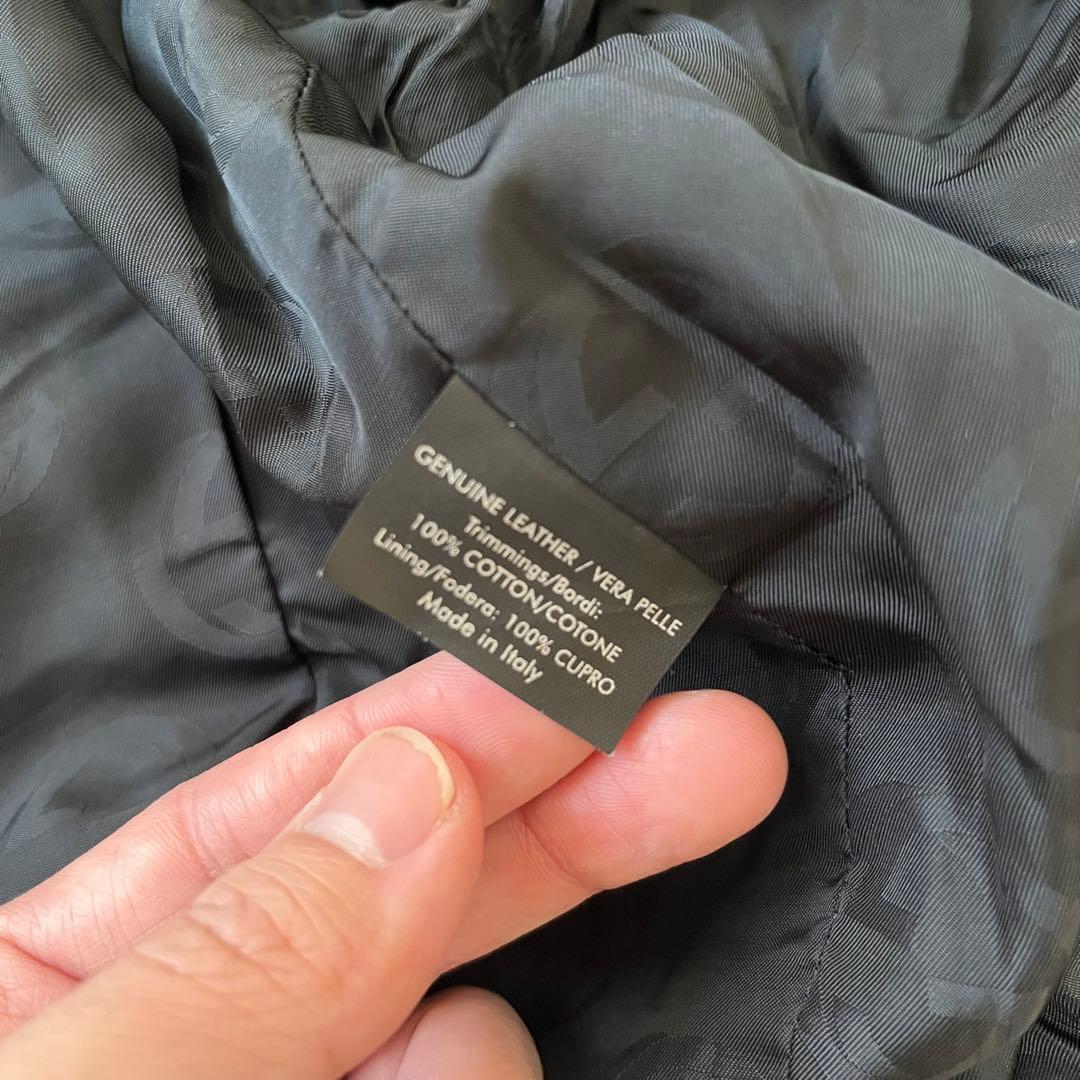 GENUINE LEATHER / VERA PELLE
Trimmings/Bordi:
100% COTTON/COTONE
Lining/Fodera: 100% CUPRO
Made in Italy